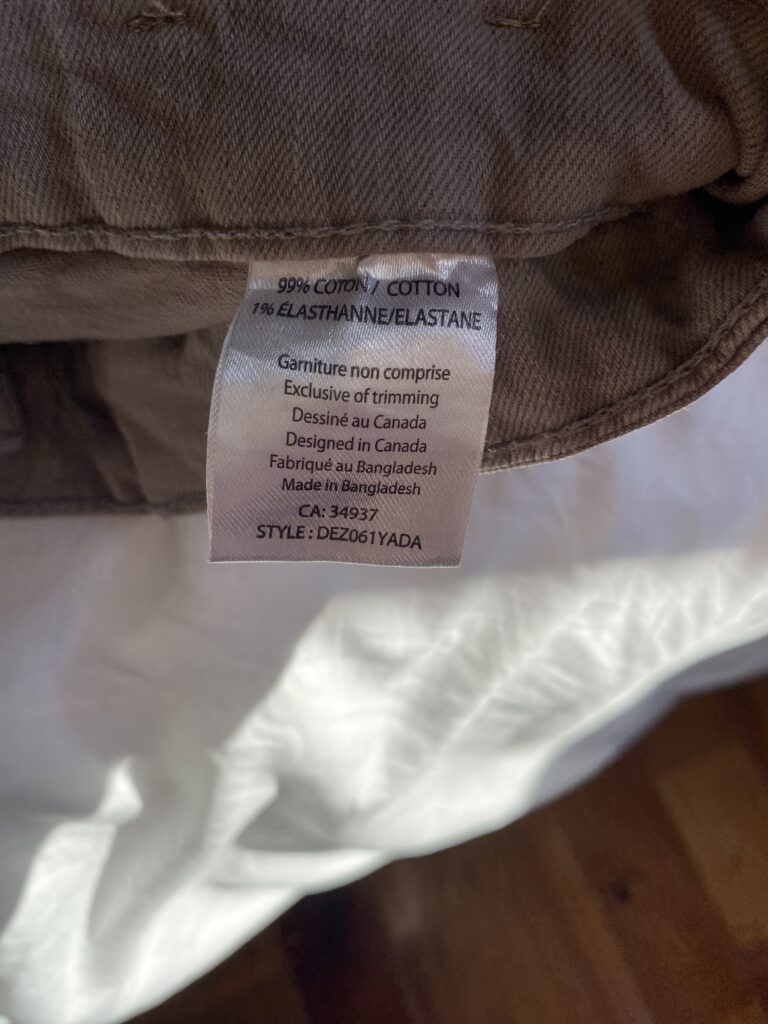 99% COTON / COTTON
1% ÉLASTHANNE/ELASTANE
Garniture non comprise
Exclusive of trimming
Dessiné au Canada
Designed in Canada
Fabriqué au Bangladesh
Made in Bangladesh
CA: 34937
STYLE : DEZ061YADA